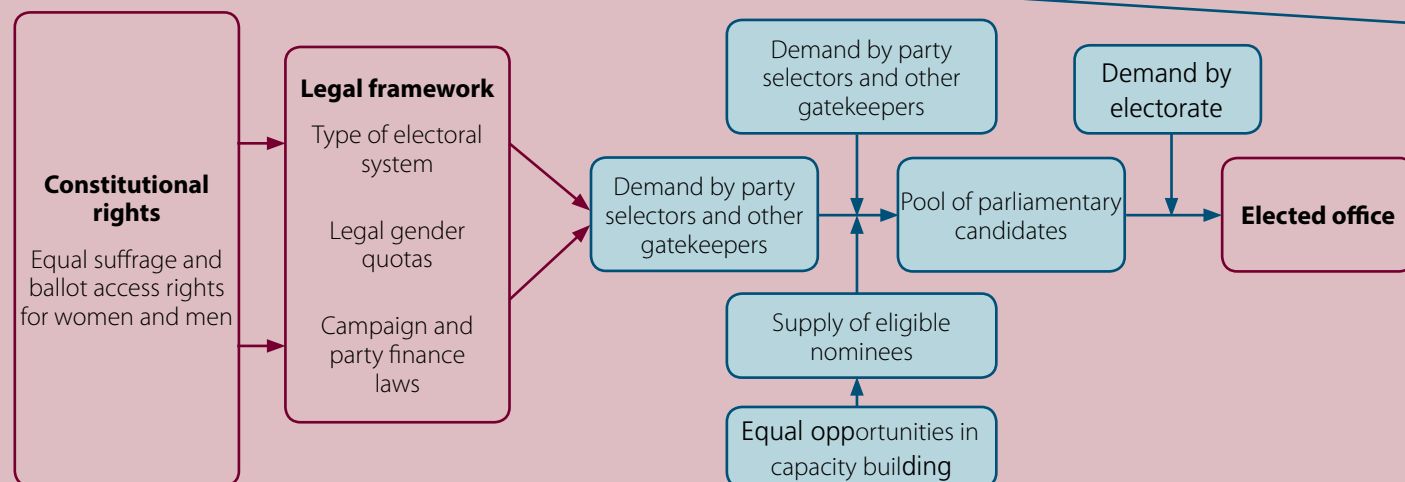 Constitutional
rights
Equal suffrage and
ballot access rights
for women and men
Legal framework
Type of electoral
system
Legal gender
quotas
Campaign and
party finance
laws
Demand by party
selectors and other
gatekeepers
Demand by party
selectors and other
gatekeepers
Supply of eligible
nominees
Equal opportunities in
capacity building
Pool of parliamentary
candidates
Demand by
electorate
Elected office